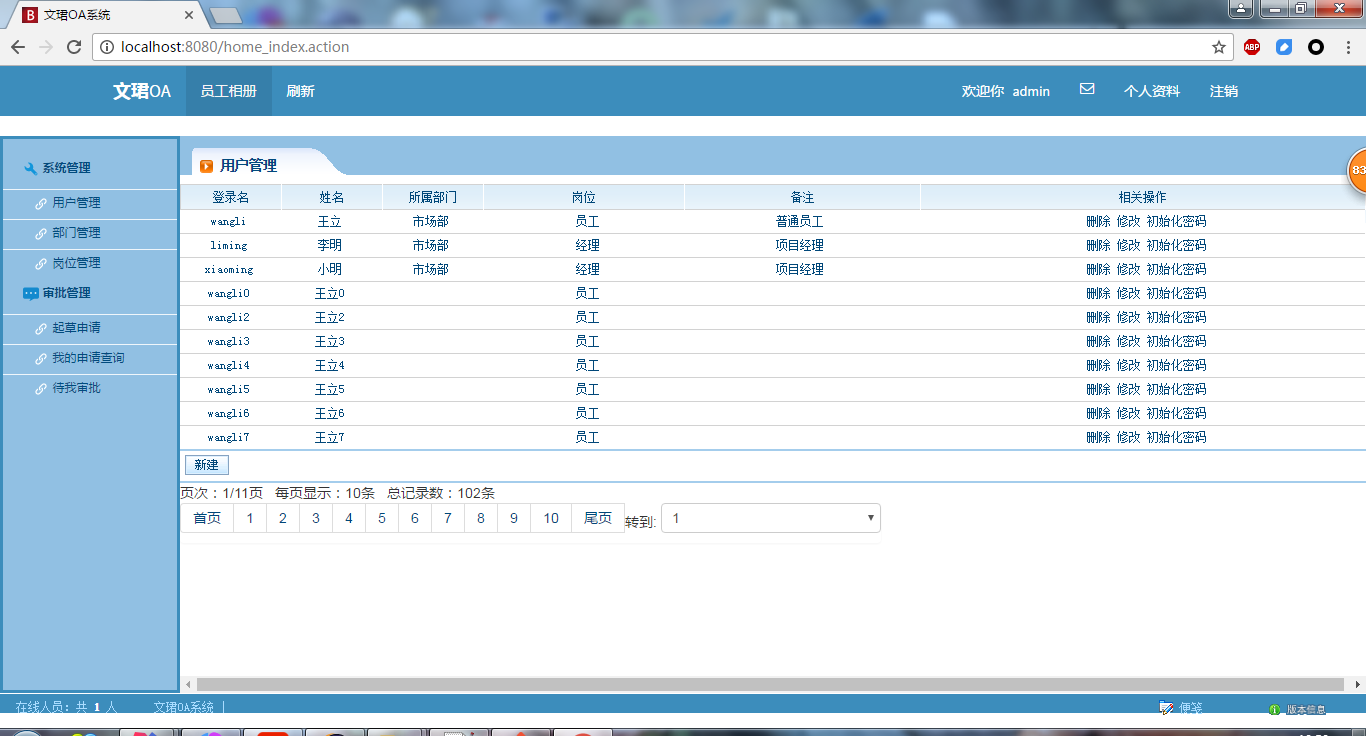 文珺OA系统
localhost:8080/home_index.action
ABP
文珺OA 员工相册 刷新 欢迎你 admin 个人资料 注销
系统管理
用户管理
部门管理
岗位管理
审批管理
起草申请
我的申请查询
待我审批
用户管理
83
登录名 姓名 所属部门 岗位 备注 相关操作
wangli 王立 市场部 员工 普通员工 删除 修改 初始化密码
liming 李明 市场部 经理 项目经理 删除 修改 初始化密码
xiaoming 小明 市场部 经理 项目经理 删除 修改 初始化密码
wangli0 王立0 员工 删除 修改 初始化密码
wangli2 王立2 员工 删除 修改 初始化密码
wangli3 王立3 员工 删除 修改 初始化密码
wangli4 王立4 员工 删除 修改 初始化密码
wangli5 王立5 员工 删除 修改 初始化密码
wangli6 王立6 员工 删除 修改 初始化密码
wangli7 王立7 员工 删除 修改 初始化密码
新建
页次：1/11页 每页显示：10条 总记录数：102条
首页 1 2 3 4 5 6 7 8 9 10 尾页 转到: 1
在线人员: 共 1 人 文珺OA系统 | 便笺 版本信息